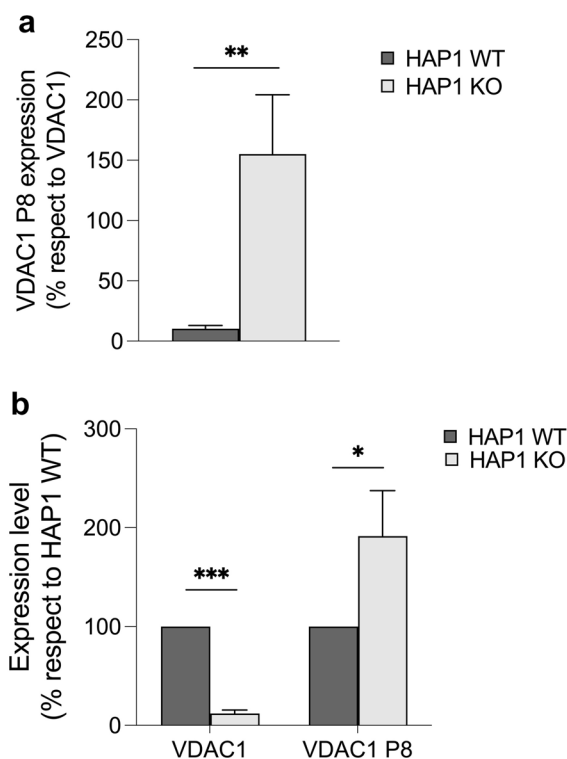 a
VDAC1 P8 expression
(% respect to VDAC1)
250
200
150
100
50
0
**
HAP1 WT
HAP1 KO
b
Expression level
(% respect to HAP1 WT)
300
200
100
0
***
*
HAP1 WT
HAP1 KO
VDAC1
VDAC1 P8